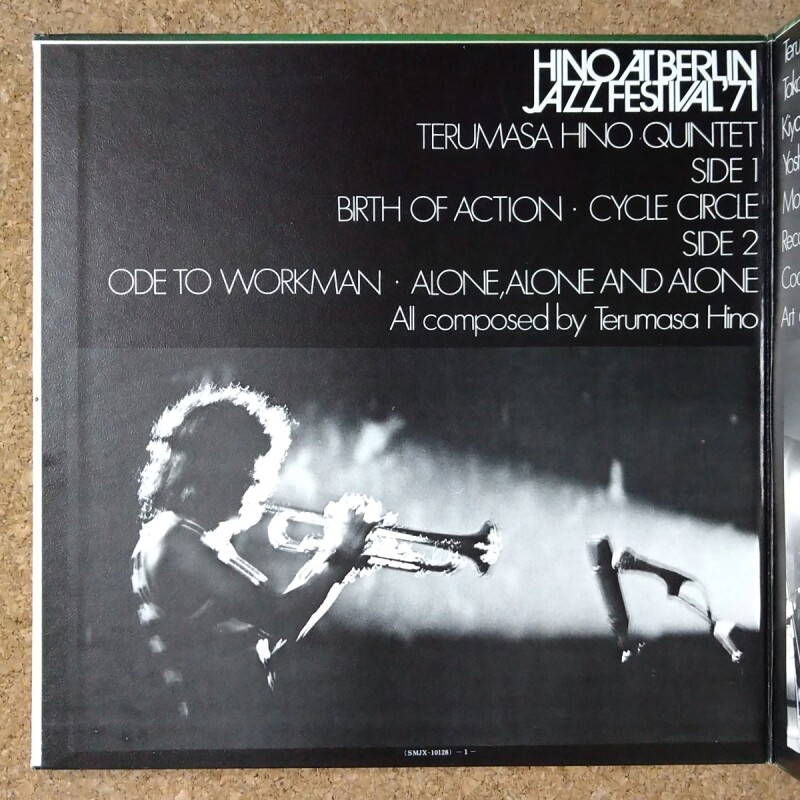 HINO AT BERLIN
JAZZ FESTIVAL '71
TERUMASA HINO QUINTET
SIDE 1
BIRTH OF ACTION · CYCLE CIRCLE
SIDE 2
ODE TO WORKMAN · ALONE, ALONE AND ALONE
All composed by Terumasa Hino
(SMJX-10128) — 1 —
Art